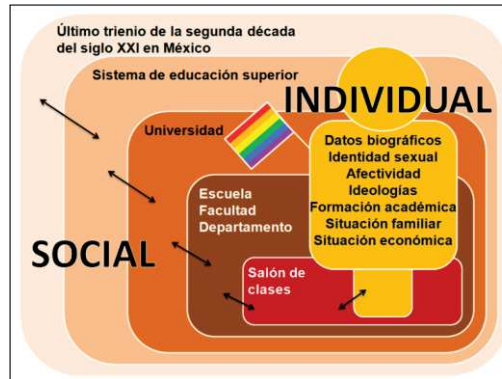 Último trienio de la segunda década
del siglo XXI en México
Sistema de educación superior
INDIVIDUAL
Universidad
Datos biográficos
Identidad sexual
Afectividad
Ideologías
Formación académica
Situación familiar
Situación económica
Escuela
Facultad
Departamento
SOCIAL
Salón de
clases